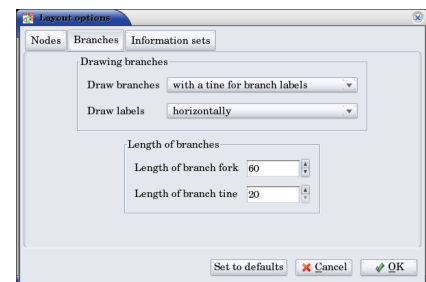 Layout options
Nodes Branches Information sets
Drawing branches
Draw branches with a tine for branch labels
Draw labels horizontally
Length of branches
Length of branch fork 60
Length of branch tine 20
Set to defaults Cancel OK